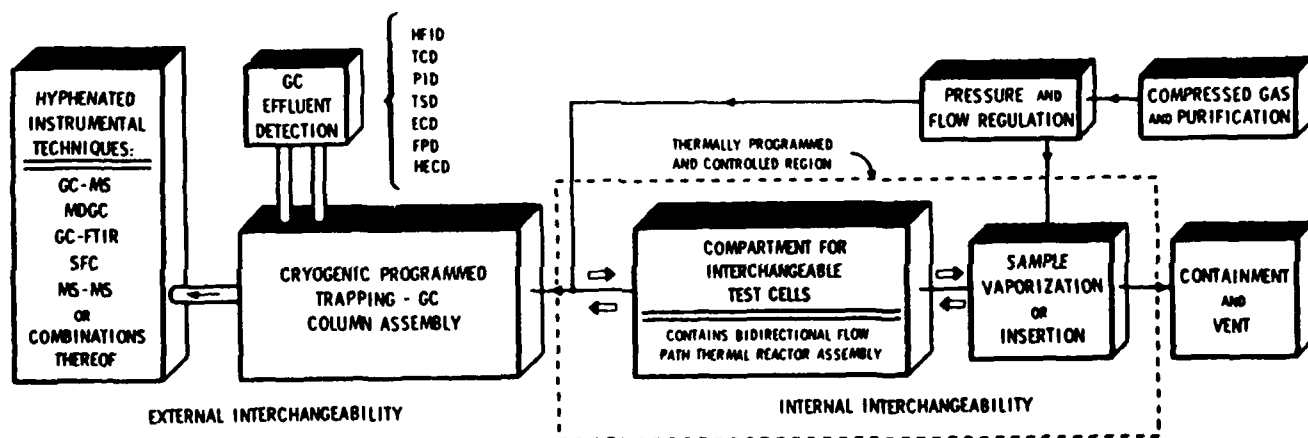 HYPHENATED
INSTRUMENTAL
TECHNIQUES:
GC-MS
MDGC
GC-FTIR
SFC
MS-MS
OR
COMBINATIONS
THEREOF
GC
EFFLUENT
DETECTION
HFID
TCD
PID
TSD
ECD
FPD
HECD
CRYOGENIC PROGRAMMED
TRAPPING - GC
COLUMN ASSEMBLY
EXTERNAL INTERCHANGEABILITY
PRESSURE AND
FLOW REGULATION
COMPRESSED GAS
AND PURIFICATION
THERMALLY PROGRAMMED
AND CONTROLLED REGION
COMPARTMENT FOR
INTERCHANGEABLE
TEST CELLS
CONTAINS BIDIRECTIONAL FLOW
PATH THERMAL REACTOR ASSEMBLY
SAMPLE
VAPORIZATION
OR
INSERTION
CONTAINMENT
AND
VENT
INTERNAL INTERCHANGEABILITY